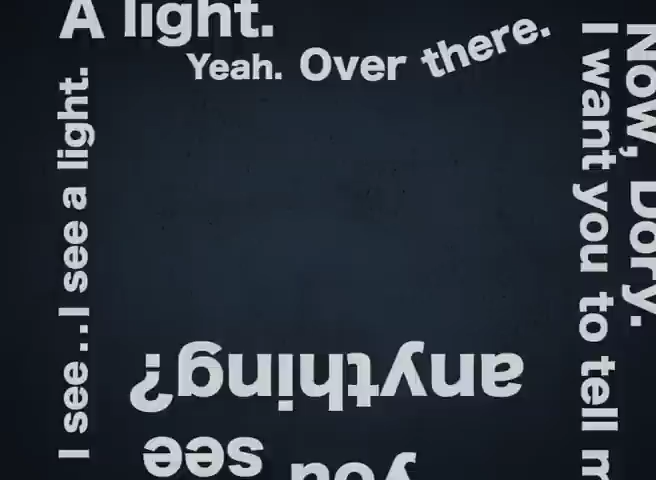 Now, Dory.
I want you to tell
you see
anything?
I see...I see a light.
A light.
Yeah. Over there.